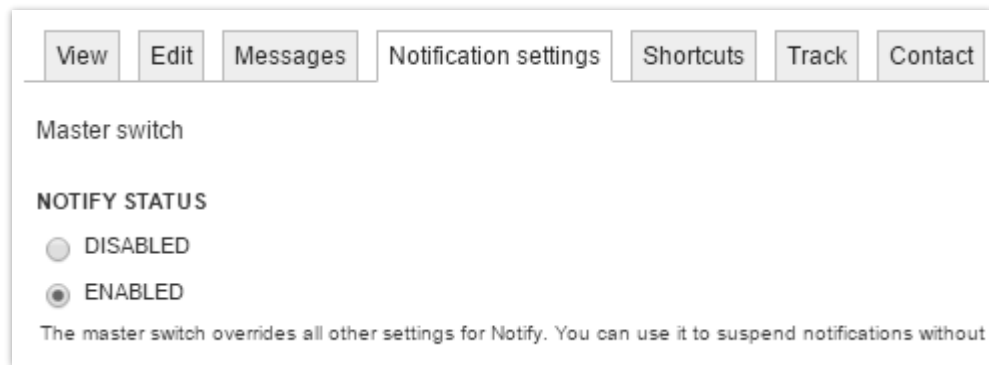 View Edit Messages Notification settings Shortcuts Track Contact
Master switch
NOTIFY STATUS
DISABLED
ENABLED
The master switch overrides all other settings for Notify. You can use it to suspend notifications without